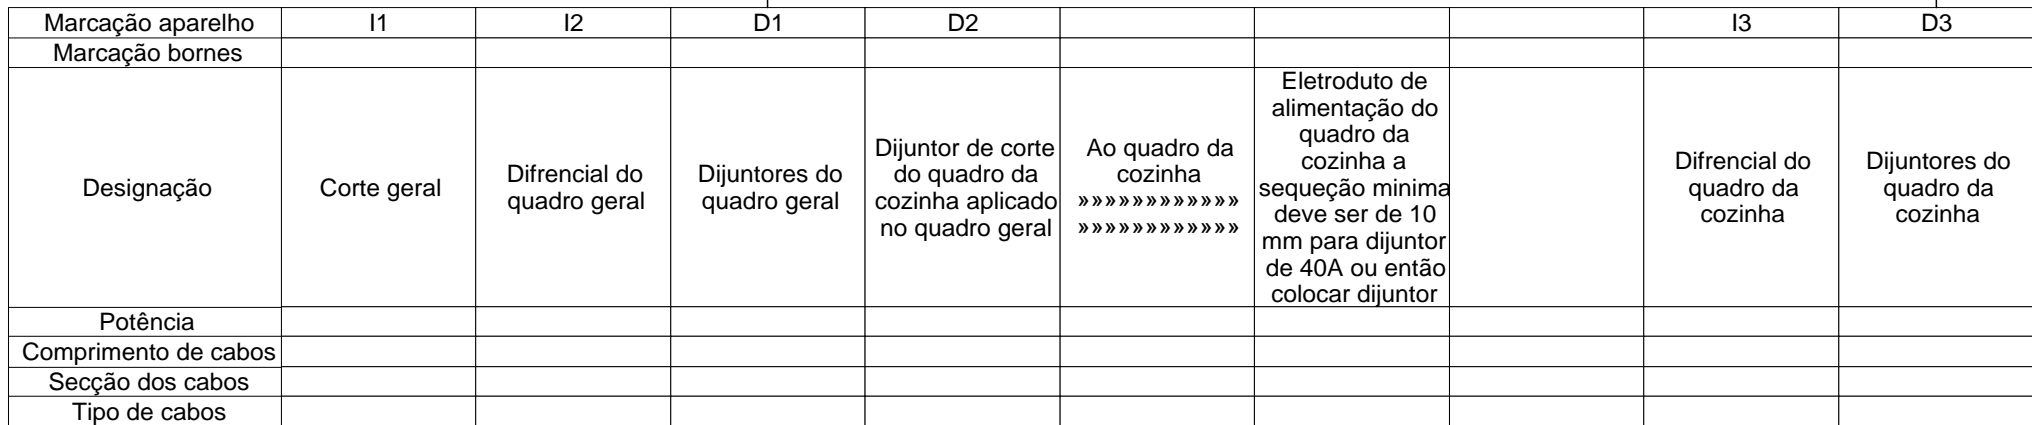 Marcação aparelho I1 I2 D1 D2 I3 D3
Marcação bornes
Designação
Corte geral
Difrencial do
quadro geral
Dijuntores do
quadro geral
Dijuntor de corte
do quadro da
cozinha aplicado
no quadro geral
Ao quadro da
cozinha
»»»»»»»»»»»»
»»»»»»»»»»»»
Eletroduto de
alimentação do
quadro da
cozinha a
sequeção minima
deve ser de 10
mm para dijuntor
de 40A ou então
colocar dijuntor
Difrencial do
quadro da
cozinha
Dijuntores do
quadro da
cozinha
Potência
Comprimento de cabos
Secção dos cabos
Tipo de cabos